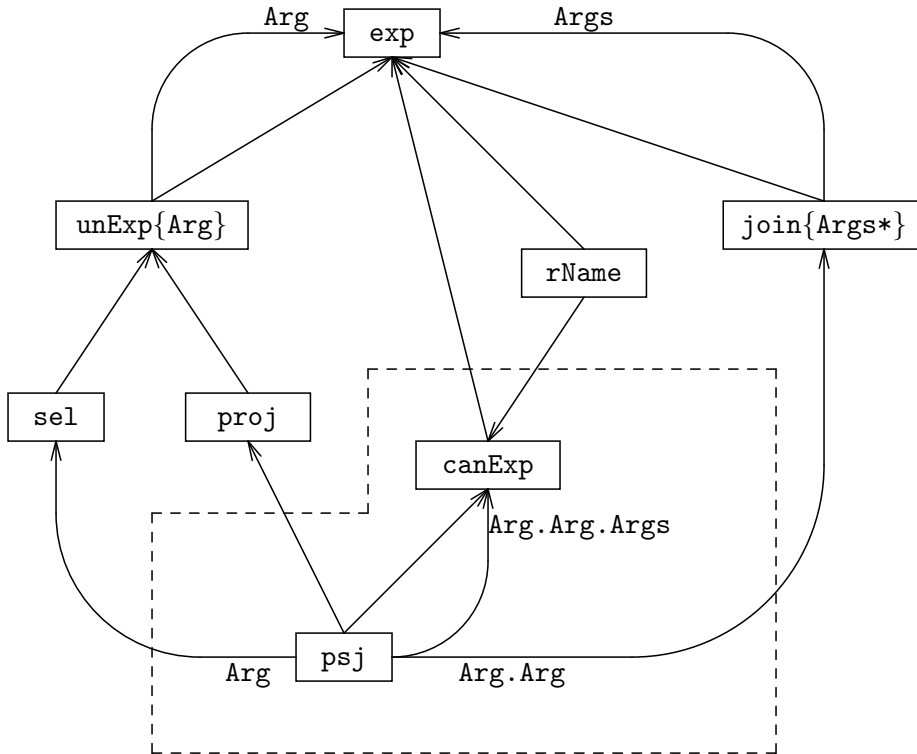 Arg
exp
Args
unExp{Arg}
join{Args*}
rName
sel
proj
canExp
Arg.Arg.Args
psj
Arg
Arg.Arg